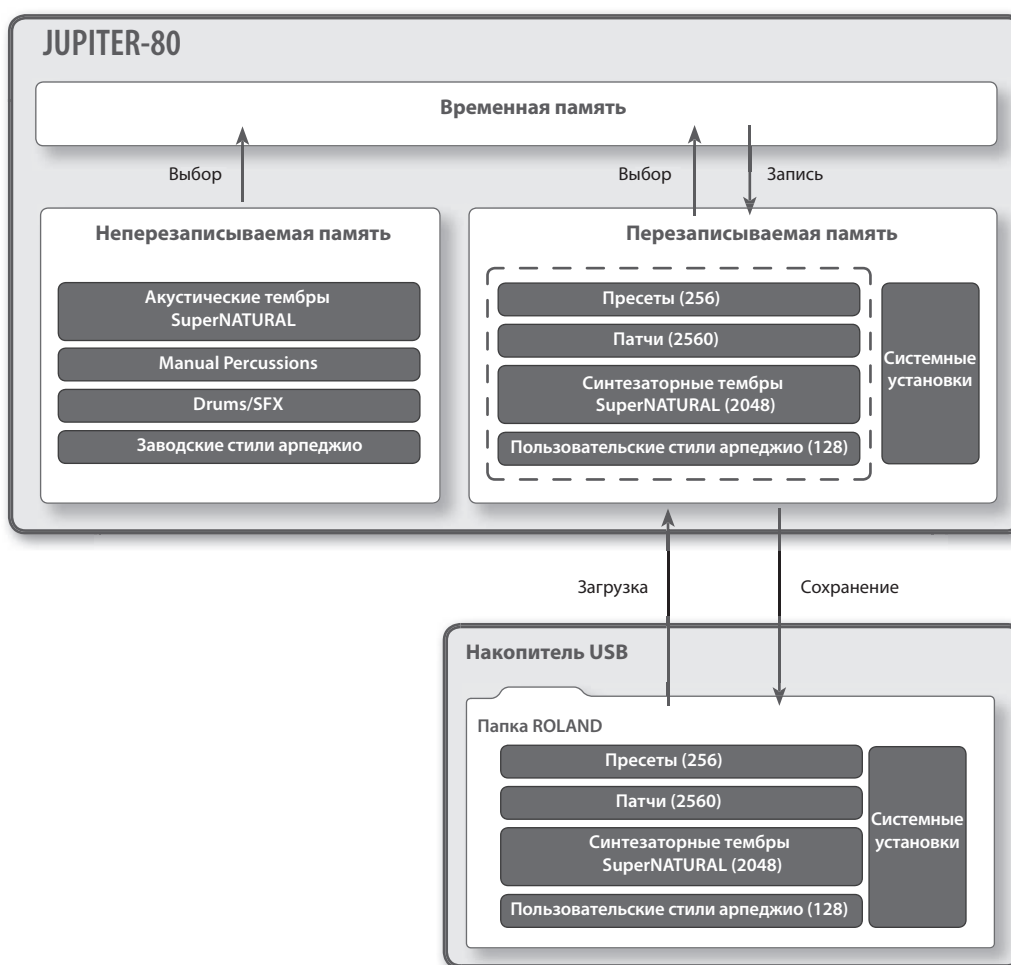 JUPITER-80
Временная память
Выбор
Выбор
Запись
Неперезаписываемая память
Акустические тембры
SuperNATURAL
Manual Percussions
Drums/SFX
Заводские стили арпеджио
Перезаписываемая память
Пресеты (256)
Патчи (2560)
Синтезаторные тембры
SuperNATURAL (2048)
Пользовательские стили арпеджио (128)
Системные
установки
Загрузка
Сохранение
Накопитель USB
Папка ROLAND
Пресеты (256)
Патчи (2560)
Синтезаторные тембры
SuperNATURAL (2048)
Пользовательские стили арпеджио (128)
Системные
установки